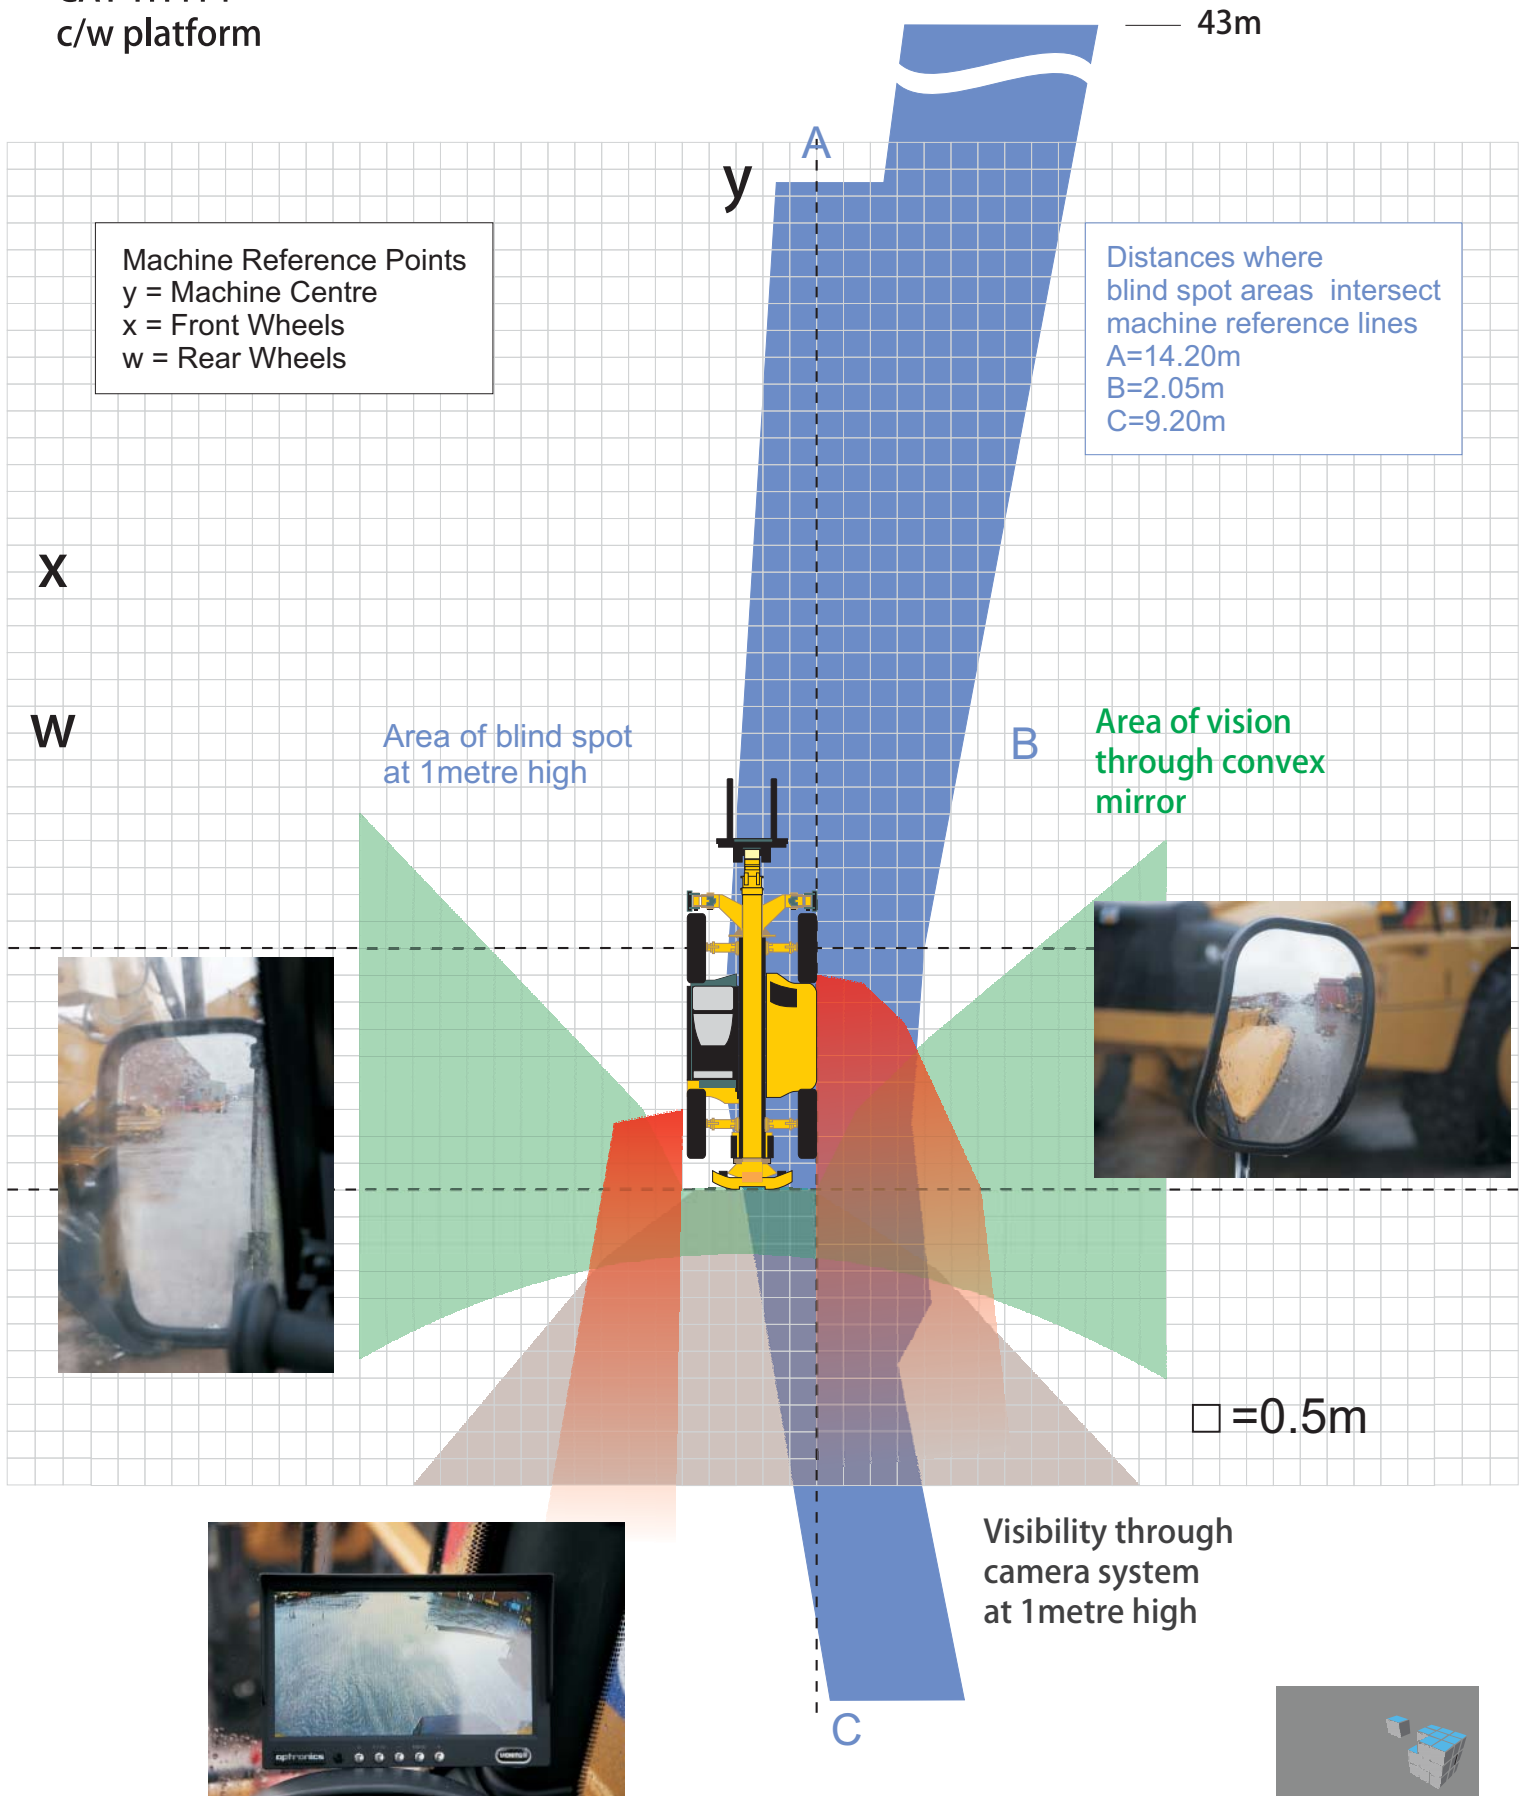 c/w platform
43m
A
y
Machine Reference Points
y = Machine Centre
x = Front Wheels
w = Rear Wheels
Distances where
blind spot areas intersect
machine reference lines
A=14.20m
B=2.05m
C=9.20m
x
w
Area of blind spot
at 1metre high
B
Area of vision
through convex
mirror
=0.5m
Visibility through
camera system
at 1metre high
optronics
C